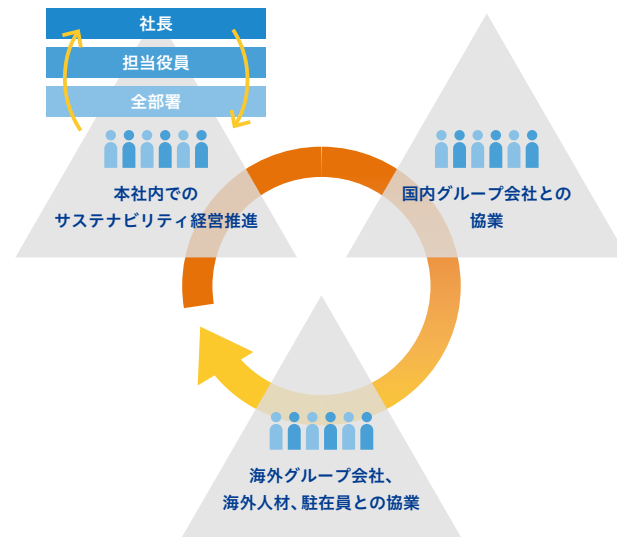 社長
担当役員
全部署
本社内での
サステナビリティ経営推進
国内グループ会社との
協業
海外グループ会社、
海外人材、駐在員との協業